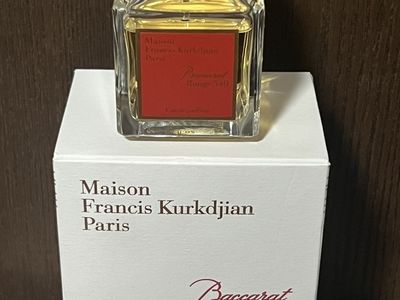 Maison
Francis Kurkdjian
Paris
Baccarat
Rouge 540
Eau de parfum
Maison
Francis Kurkdjian
Paris
Baccarat